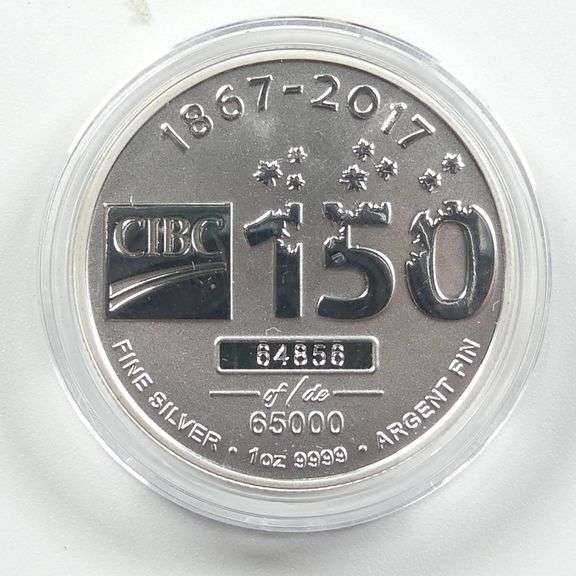 1867-2017
CIBC 150
64856
of/de
65000
FINE SILVER • 1oz 9999 • ARGENT FIN